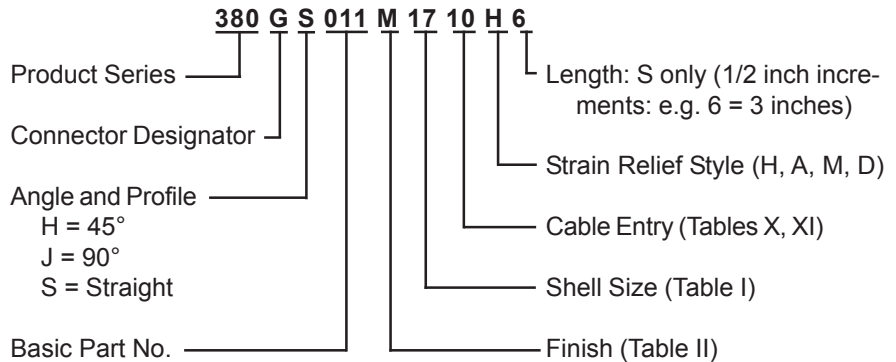 380 G S 011 M 17 10 H 6
Product Series
Connector Designator
Angle and Profile
H = 45°
J = 90°
S = Straight
Basic Part No.
Length: S only (1/2 inch incre-
ments: e.g. 6 = 3 inches)
Strain Relief Style (H, A, M, D)
Cable Entry (Tables X, XI)
Shell Size (Table I)
Finish (Table II)